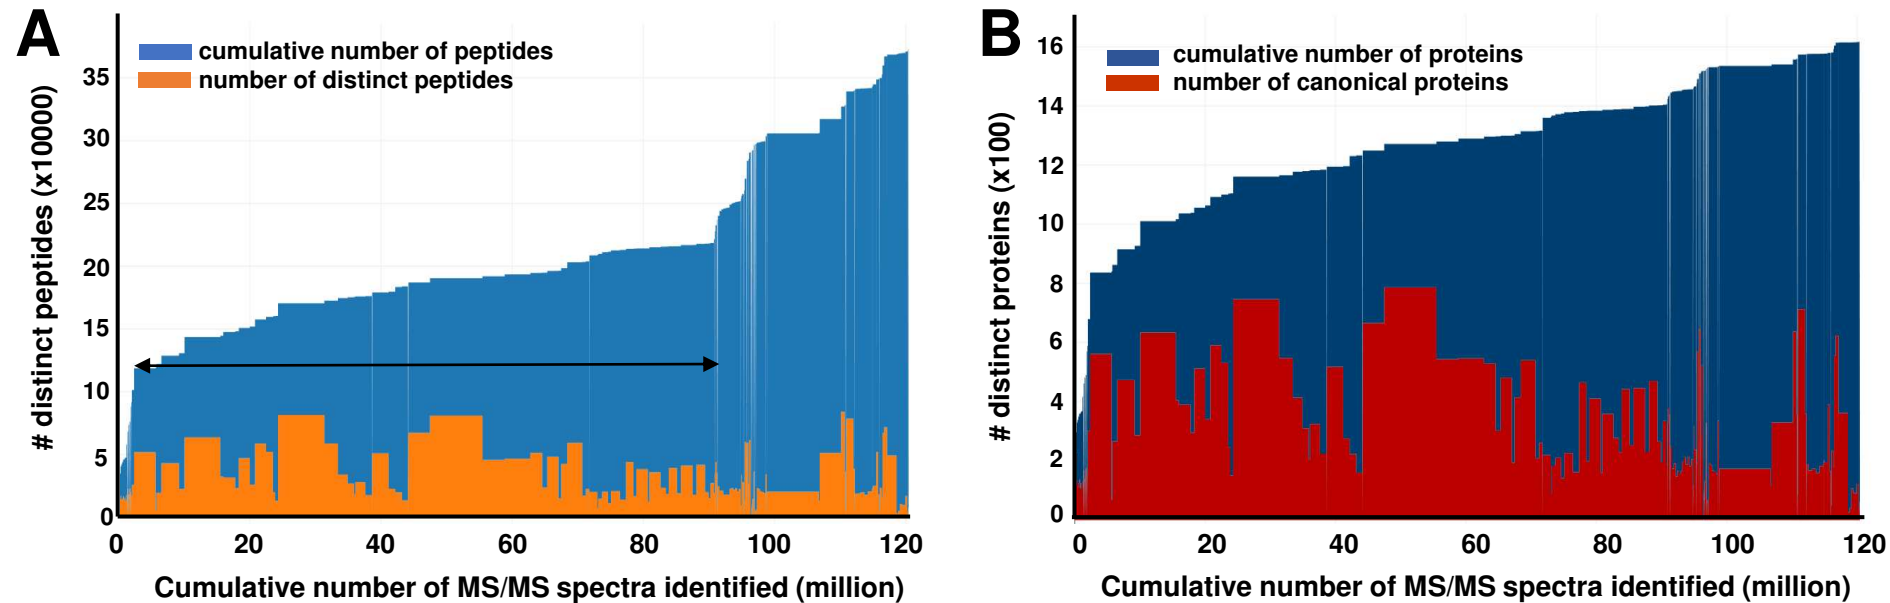 A
cumulative number of peptides
number of distinct peptides
# distinct peptides (x10000)
35
30
25
20
15
10
5
0
0 20 40 60 80 100 120
Cumulative number of MS/MS spectra identified (million)
B
cumulative number of proteins
number of canonical proteins
# distinct proteins (x100)
16
14
12
10
8
6
4
2
0
0 20 40 60 80 100 120
Cumulative number of MS/MS spectra identified (million)